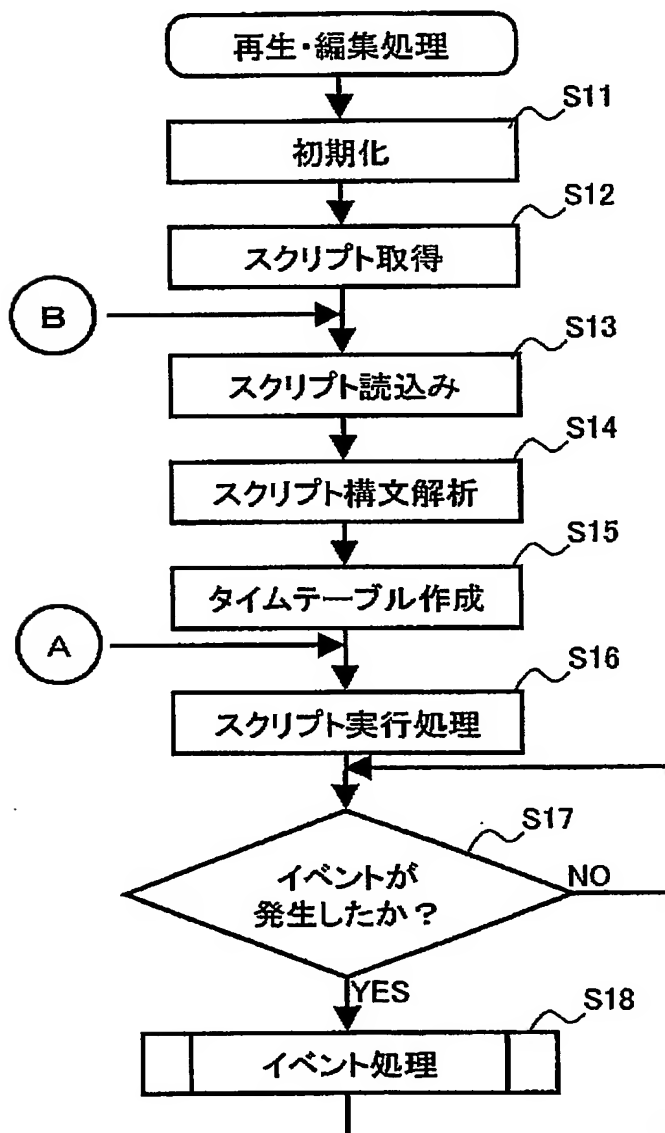 再生・編集処理
S11
初期化
S12
スクリプト取得
B
S13
スクリプト読込み
S14
スクリプト構文解析
S15
タイムテーブル作成
A
S16
スクリプト実行処理
S17
イベントが
発生したか？
NO
YES
S18
イベント処理